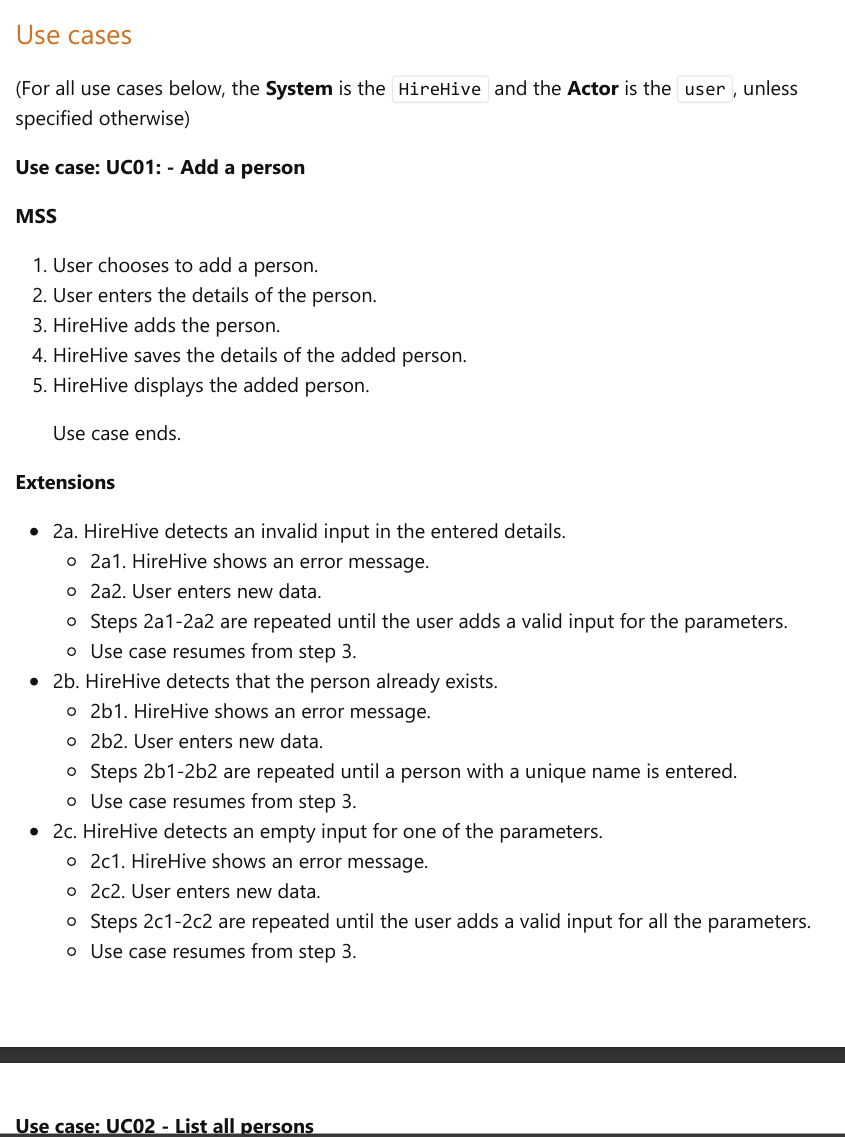 Use cases
(For all use cases below, the System is the HireHive and the Actor is the user, unless
specified otherwise)
Use case: UC01: - Add a person
MSS
1. User chooses to add a person.
2. User enters the details of the person.
3. HireHive adds the person.
4. HireHive saves the details of the added person.
5. HireHive displays the added person.
Use case ends.
Extensions
• 2a. HireHive detects an invalid input in the entered details.
◦ 2a1. HireHive shows an error message.
◦ 2a2. User enters new data.
◦ Steps 2a1-2a2 are repeated until the user adds a valid input for the parameters.
◦ Use case resumes from step 3.
• 2b. HireHive detects that the person already exists.
◦ 2b1. HireHive shows an error message.
◦ 2b2. User enters new data.
◦ Steps 2b1-2b2 are repeated until a person with a unique name is entered.
◦ Use case resumes from step 3.
• 2c. HireHive detects an empty input for one of the parameters.
◦ 2c1. HireHive shows an error message.
◦ 2c2. User enters new data.
◦ Steps 2c1-2c2 are repeated until the user adds a valid input for all the parameters.
◦ Use case resumes from step 3.
Use case: UC02 - List all persons